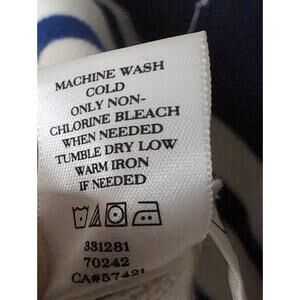 MACHINE WASH
COLD
ONLY NON-
CHLORINE BLEACH
WHEN NEEDED
TUMBLE DRY LOW
WARM IRON
IF NEEDED
331281
70242
CA#57421